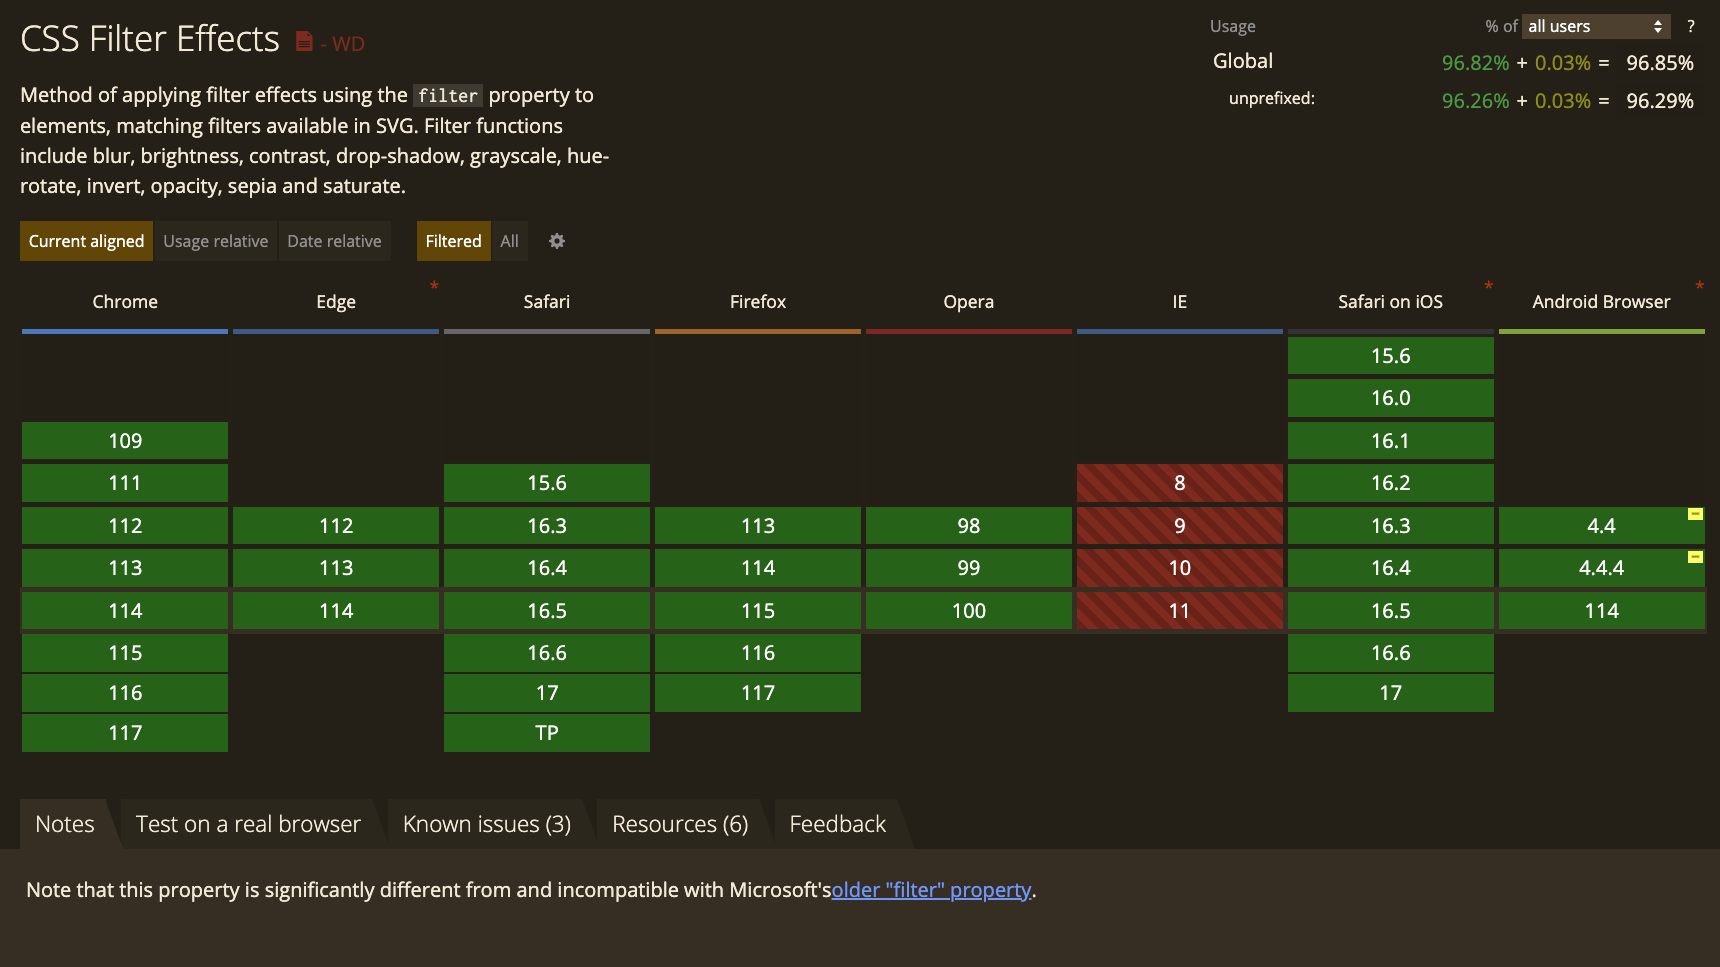 CSS Filter Effects - WD
Usage % of all users ?
Global 96.82% + 0.03% = 96.85%
unprefixed: 96.26% + 0.03% = 96.29%
Method of applying filter effects using the filter property to
elements, matching filters available in SVG. Filter functions
include blur, brightness, contrast, drop-shadow, grayscale, hue-
rotate, invert, opacity, sepia and saturate.
Current aligned Usage relative Date relative Filtered All
Chrome Edge * Safari Firefox Opera IE Safari on iOS * Android Browser *
15.6
16.0
109 16.1
111 15.6 8 16.2
112 112 16.3 113 98 9 16.3 4.4
113 113 16.4 114 99 10 16.4 4.4.4
114 114 16.5 115 100 11 16.5 114
115 16.6 116 16.6
116 17 117 17
117 TP
Notes Test on a real browser Known issues (3) Resources (6) Feedback
Note that this property is significantly different from and incompatible with Microsoft'solder "filter" property.